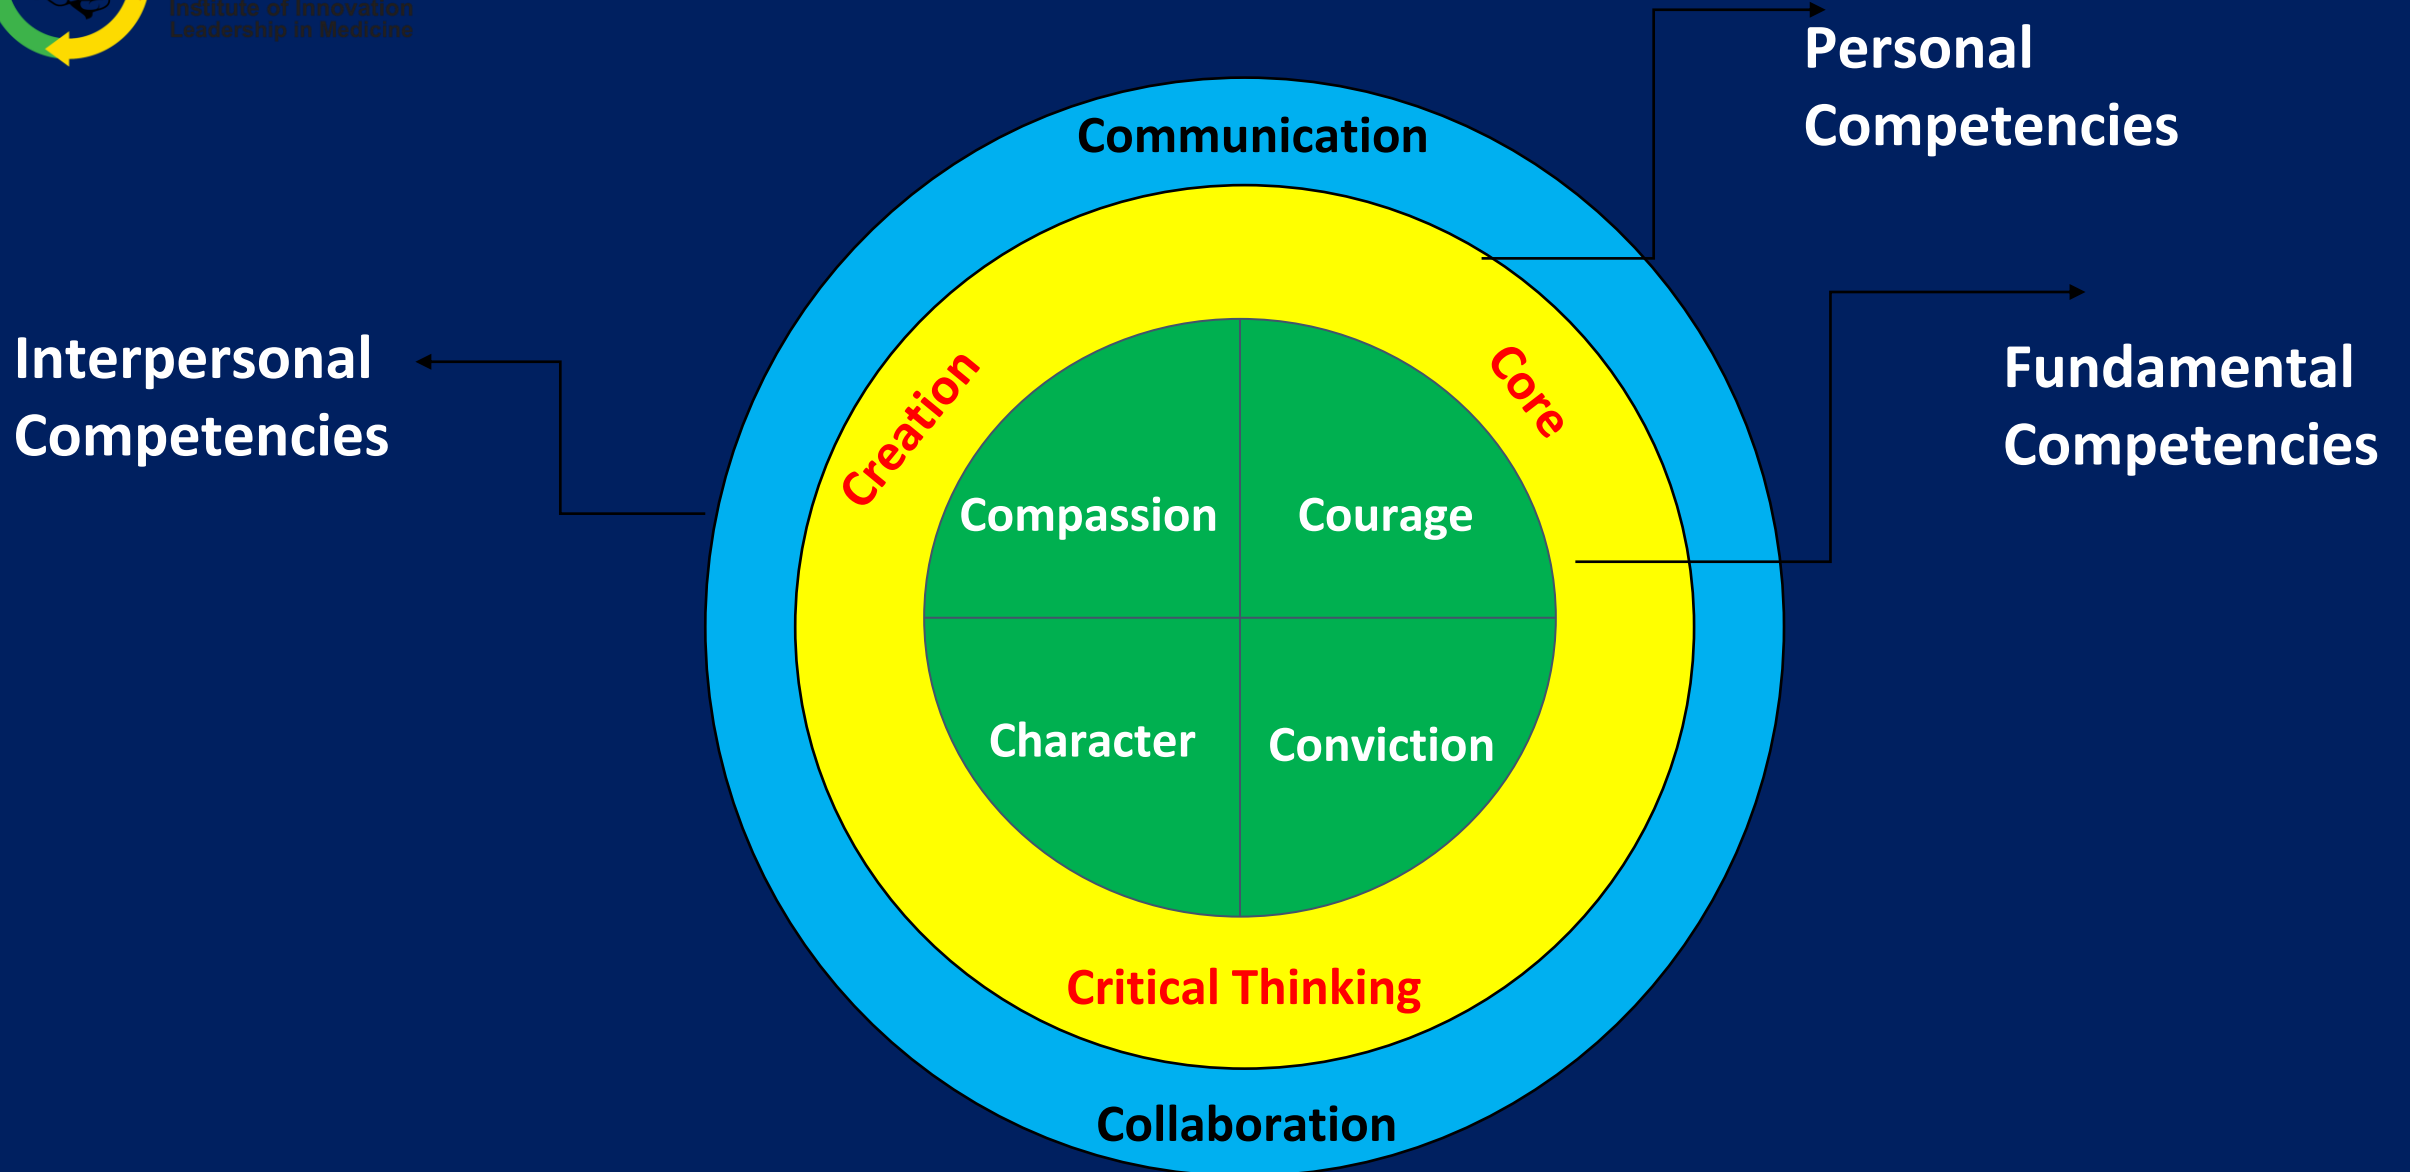 Institute of Innovation
Leadership in Medicine
Personal
Competencies
Communication
Interpersonal
Competencies
Fundamental
Competencies
Creation
Core
Compassion
Courage
Character
Conviction
Critical Thinking
Collaboration